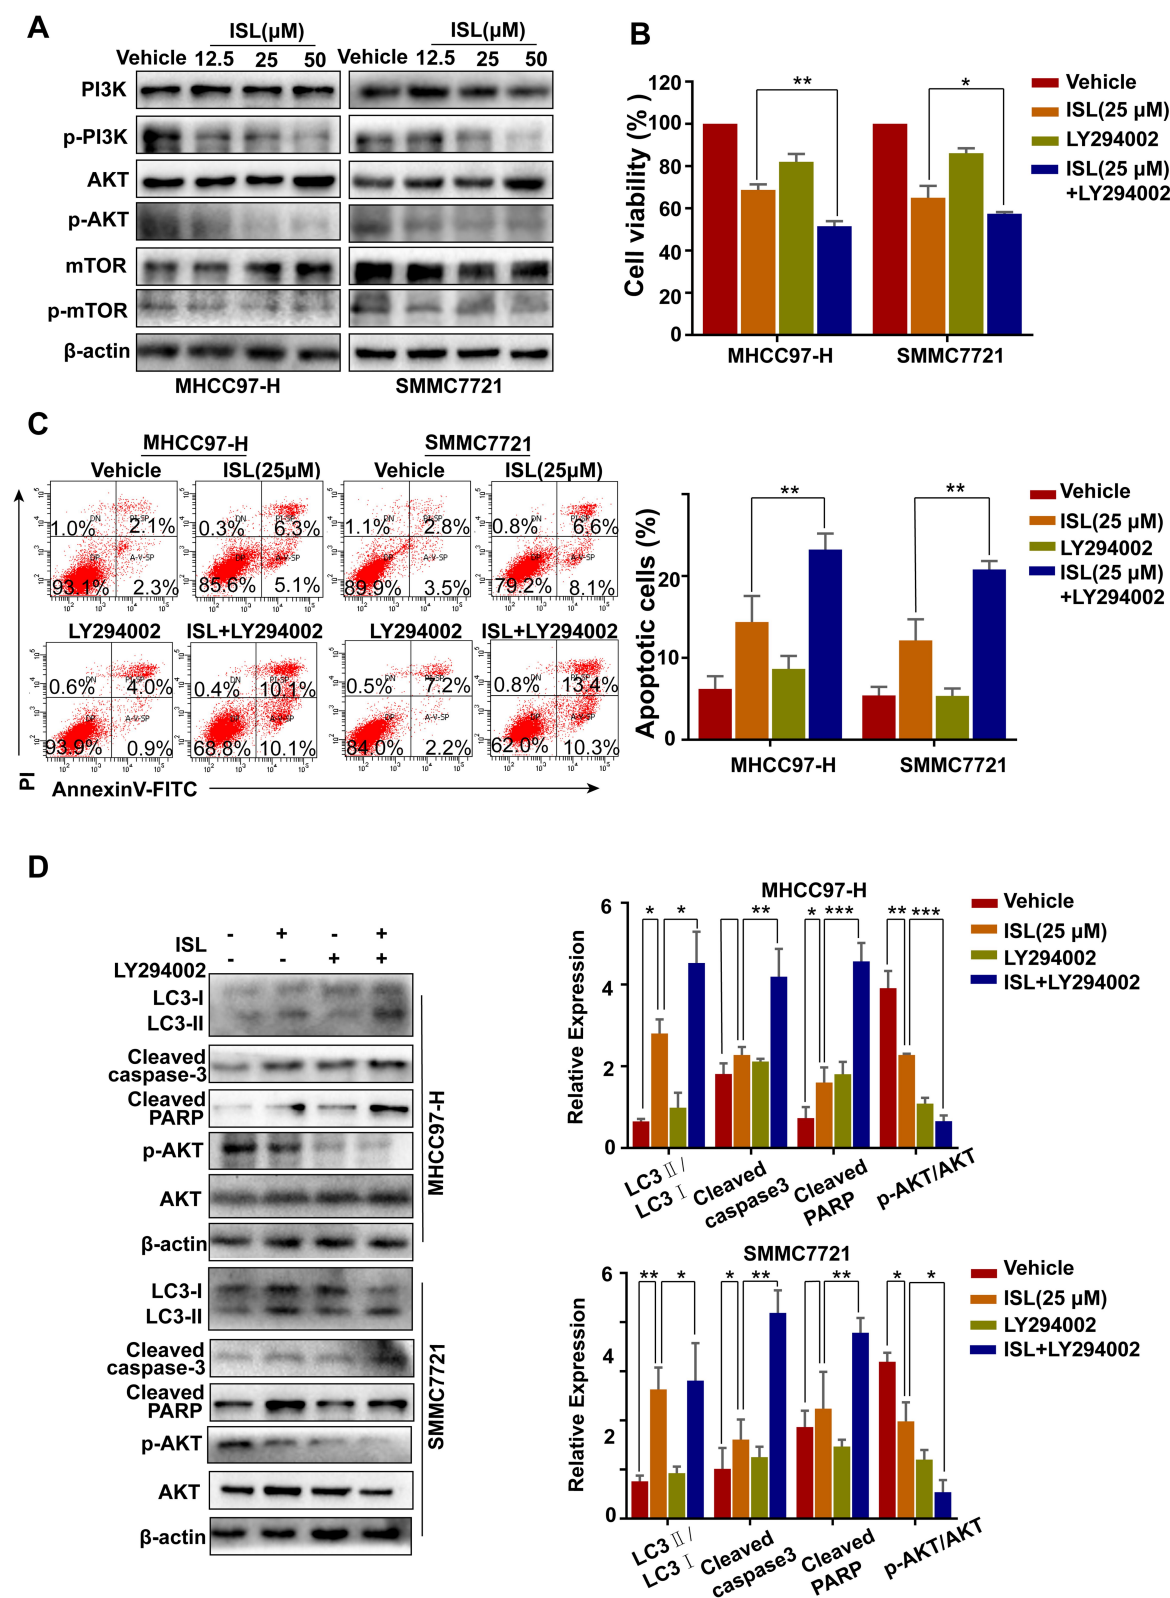 A
ISL(μM)
ISL(μM)
Vehicle 12.5 25 50 Vehicle 12.5 25 50
PI3K
p-PI3K
AKT
p-AKT
mTOR
p-mTOR
β-actin
MHCC97-H SMMC7721
B
Cell viability (% )
120
100
80
60
40
20
0
** *
MHCC97-H SMMC7721
Vehicle
ISL(25 μM)
LY294002
ISL(25 μM)
+LY294002
C
MHCC97-H SMMC7721
Vehicle ISL(25μM) Vehicle ISL(25μM)
1.0% 2.1% 0.3% 6.3% 1.1% 2.8% 0.8% 6.6%
93.1% 2.3% 85.6% 5.1% 89.9% 3.5% 79.2% 8.1%
LY294002 ISL+LY294002 LY294002 ISL+LY294002
0.6% 4.0% 0.4% 10.1% 0.5% 7.2% 0.8% 13.4%
93.9% 0.9% 68.8% 10.1% 84.0% 2.2% 62.0% 10.3%
PI
AnnexinV-FITC
Apoptotic cells (%)
20
10
0
** **
MHCC97-H SMMC7721
Vehicle
ISL(25 μM)
LY294002
ISL(25 μM)
+LY294002
D
ISL - + - +
LY294002 - - + +
LC3-I
LC3-II
Cleaved
caspase-3
Cleaved
PARP
p-AKT
AKT
β-actin
MHCC97-H
LC3-I
LC3-II
Cleaved
caspase-3
Cleaved
PARP
p-AKT
AKT
β-actin
SMMC7721
MHCC97-H
Relative Expression
6
4
2
0
* * ** * *** ** ***
LC3Ⅱ/
LC3Ⅰ
Cleaved
caspase3
Cleaved
PARP
p-AKT/AKT
Vehicle
ISL(25 μM)
LY294002
ISL+LY294002
SMMC7721
Relative Expression
6
4
2
0
** * * ** ** * *
LC3Ⅱ/
LC3Ⅰ
Cleaved
caspase3
Cleaved
PARP
p-AKT/AKT
Vehicle
ISL(25 μM)
LY294002
ISL+LY294002